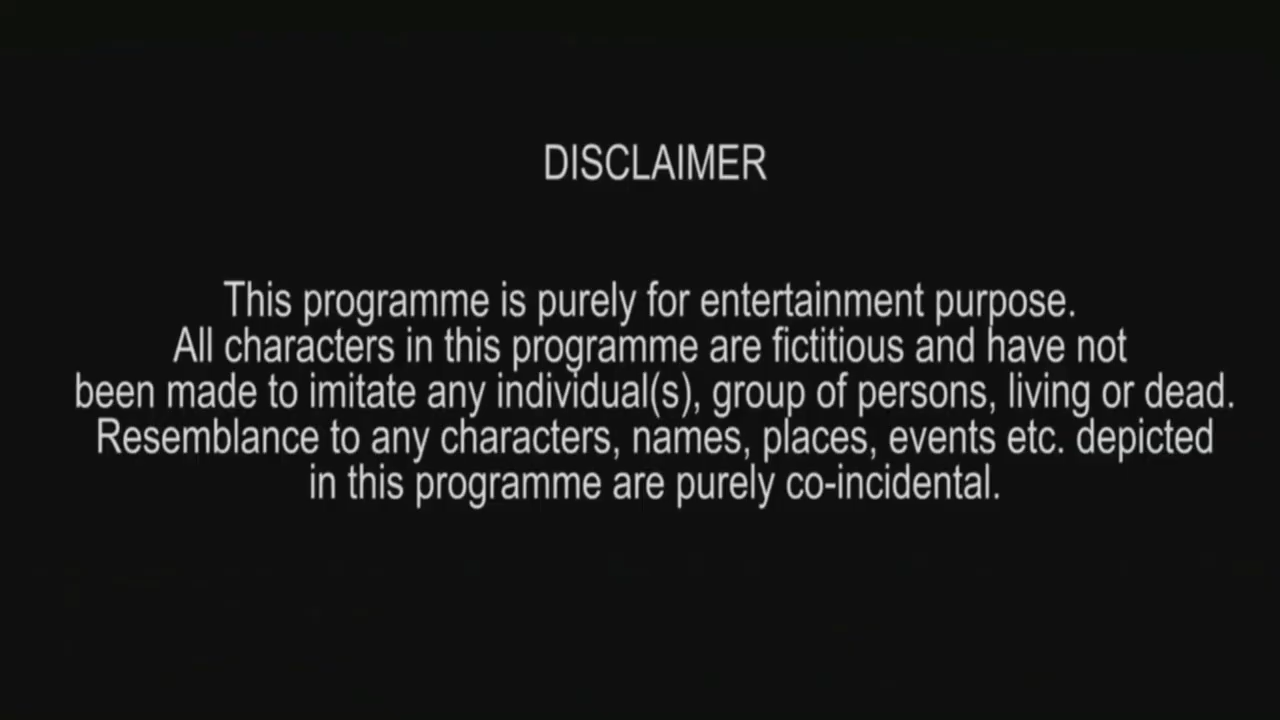 DISCLAIMER
This programme is purely for entertainment purpose.
All characters in this programme are fictitious and have not
been made to imitate any individual(s), group of persons, living or dead.
Resemblance to any characters, names, places, events etc. depicted
in this programme are purely co-incidental.